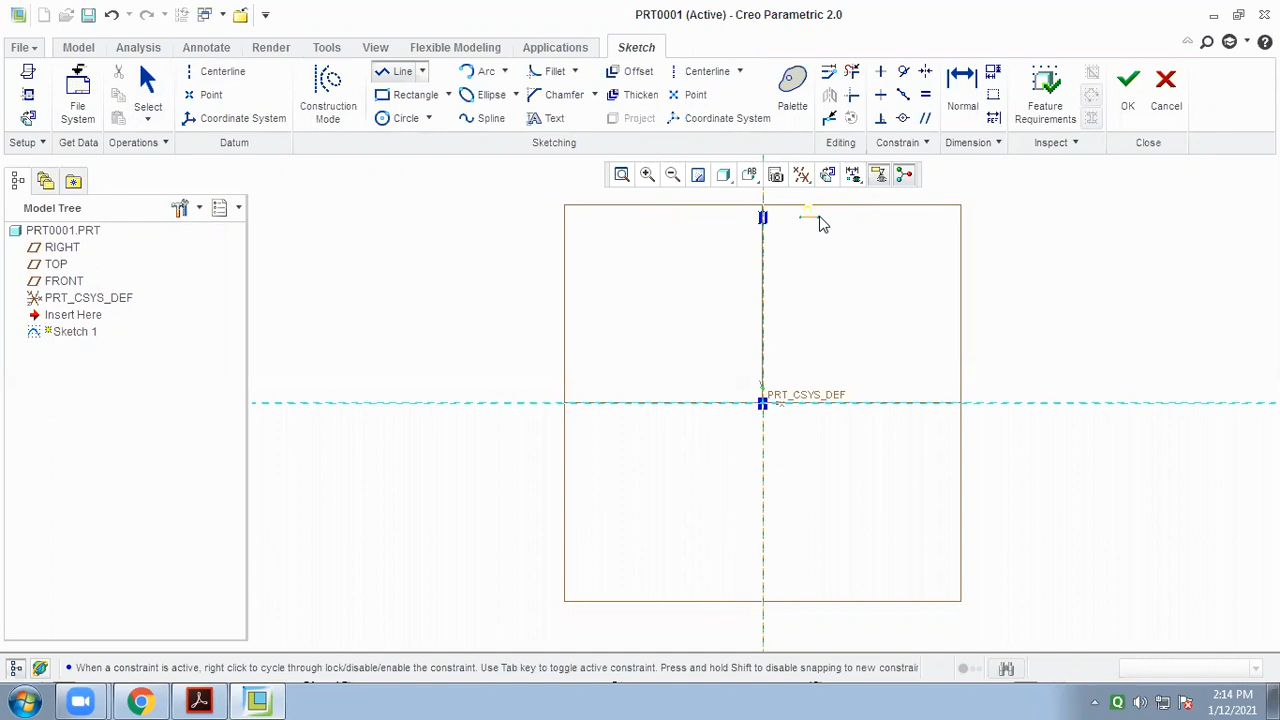 PRT0001 (Active) - Creo Parametric 2.0
File Model Analysis Annotate Render Tools View Flexible Modeling Applications Sketch
Centerline Line Arc Fillet Offset Centerline
Point Rectangle Ellipse Chamfer Thicken Point
Coordinate System Circle Spline Text Project Coordinate System
File System
Select
Construction Mode
Palette
Normal
Feature Requirements
OK
Cancel
Setup Get Data Operations Datum Sketching Editing Constrain Dimension Inspect Close
Model Tree
PRT0001.PRT
RIGHT
TOP
FRONT
PRT_CSYS_DEF
Insert Here
Sketch 1
PRT_CSYS_DEF
When a constraint is active, right click to cycle through lock/disable/enable the constraint. Use Tab key to toggle active constraint. Press and hold Shift to disable snapping to new constrain
2:14 PM
1/12/2021